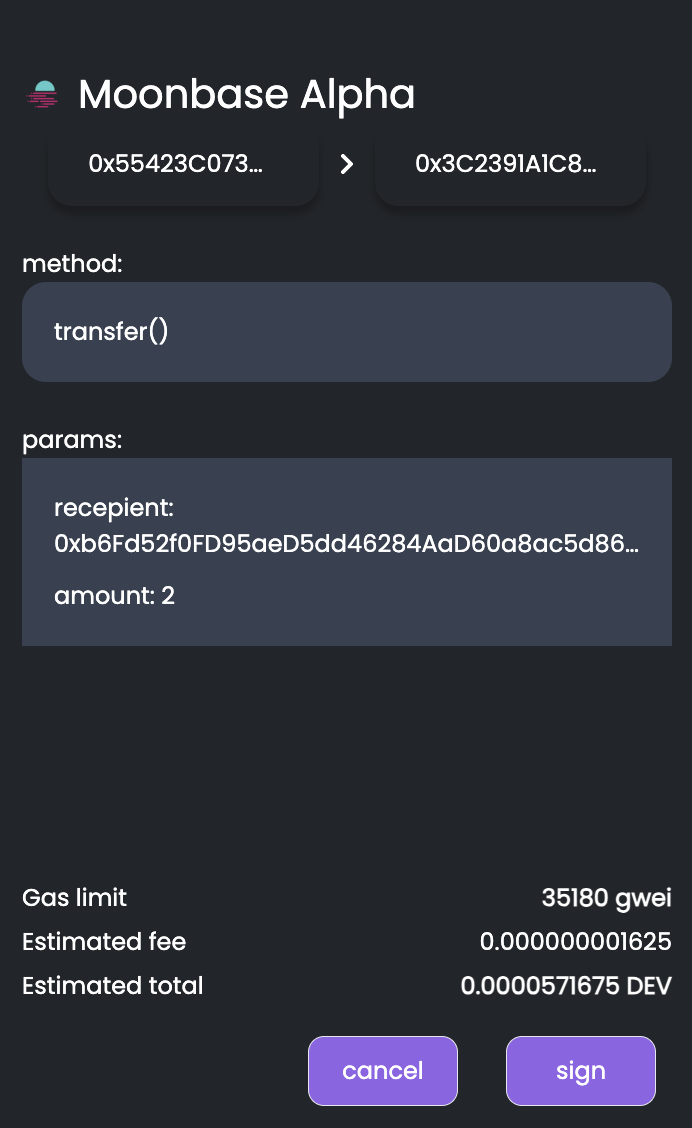 Moonbase Alpha
0x55423C073... > 0x3C2391A1C8...
method:
transfer()
params:
recepient:
0xb6Fd52f0FD95aeD5dd46284AaD60a8ac5d86...
amount: 2
Gas limit 35180 gwei
Estimated fee 0.000000001625
Estimated total 0.0000571675 DEV
cancel sign